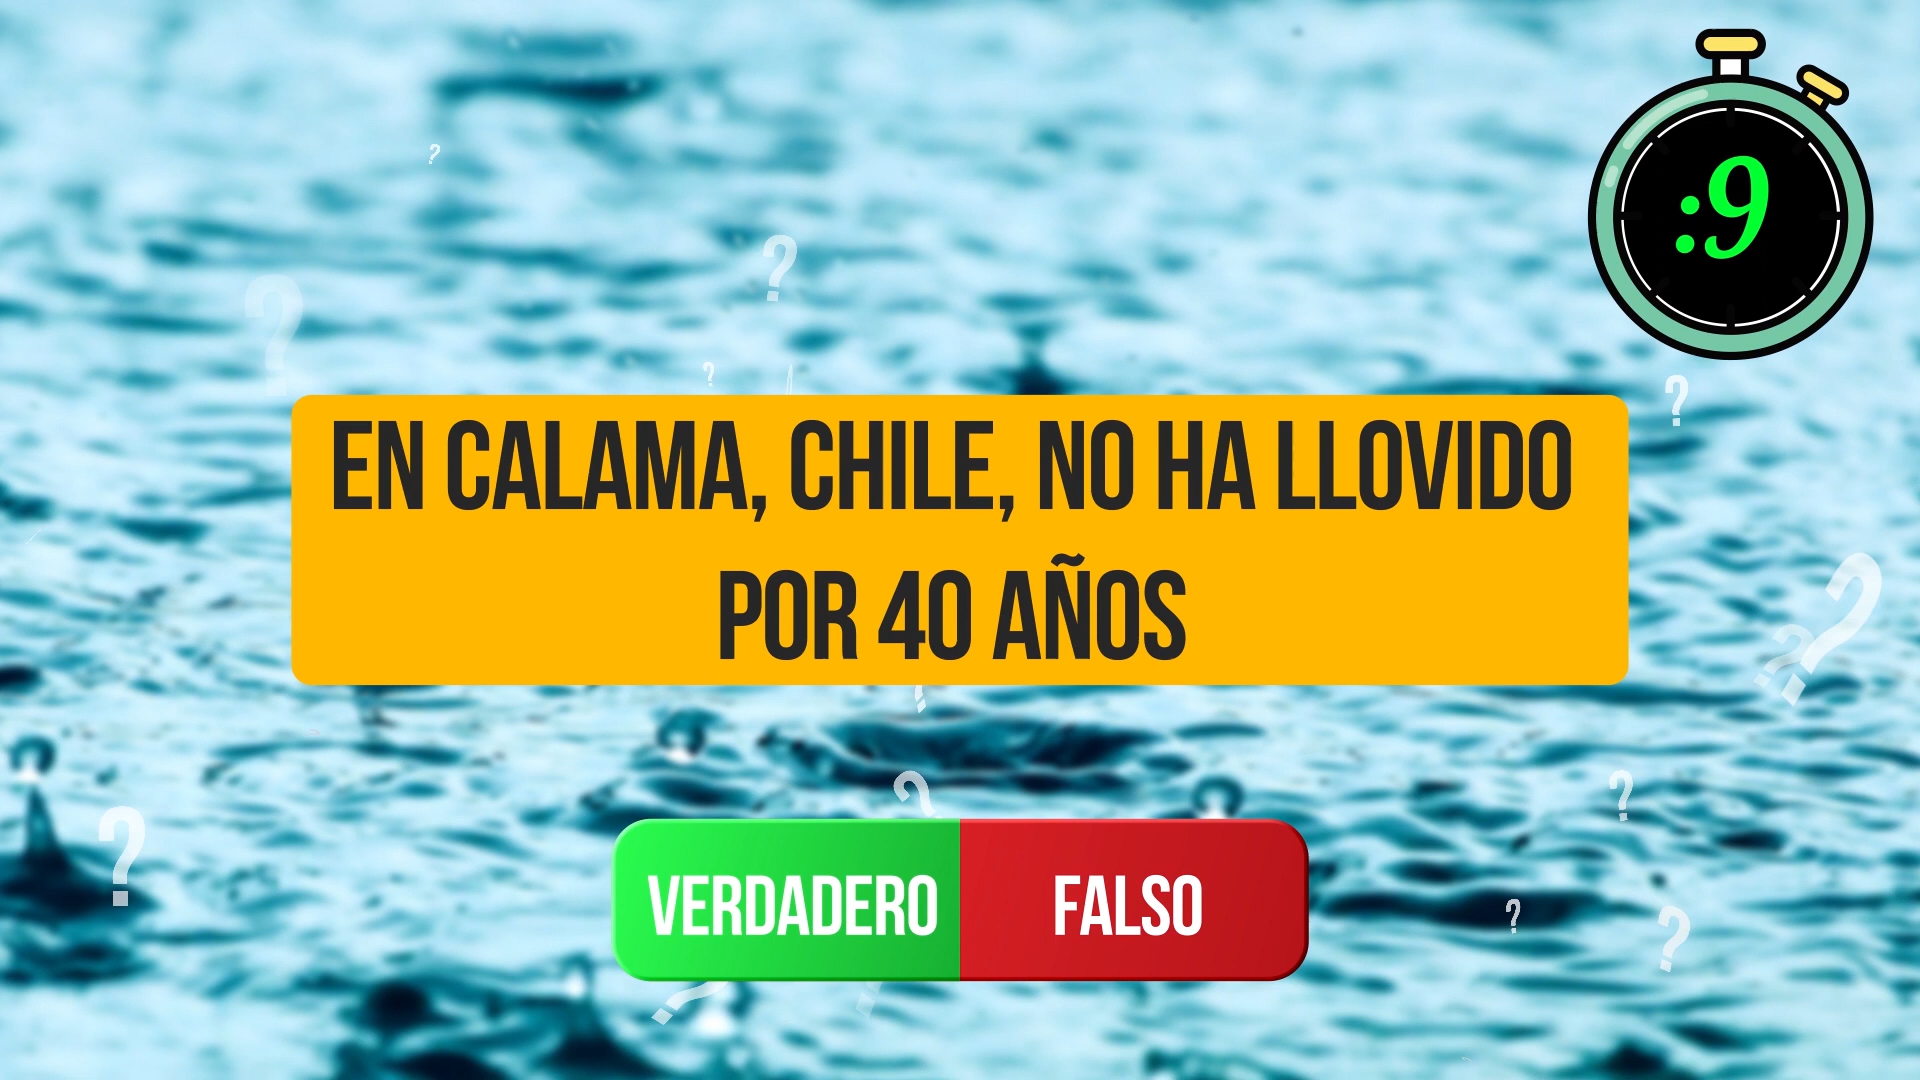 :9
EN CALAMA, CHILE, NO HA LLOVIDO
POR 40 AÑOS
VERDADERO FALSO